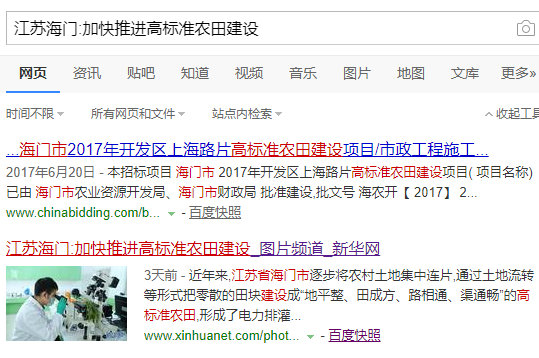 江苏海门:加快推进高标准农田建设
网页 资讯 贴吧 知道 视频 音乐 图片 地图 文库 更多»
时间不限 所有网页和文件 站点内检索 收起工具
...海门市2017年开发区上海路片高标准农田建设项目/市政工程施工...
2017年6月20日 - 本招标项目 海门市 2017年开发区上海路片高标准农田建设项目( 项目名称)
已由 海门市农业资源开发局、海门市财政局 批准建设,批文号 海农开【 2017】 2...
www.chinabidding.com/b... - 百度快照
江苏海门:加快推进高标准农田建设_图片频道_新华网
3天前 - 近年来,江苏省海门市逐步将农村土地集中连片,通过土地流转
等形式把零散的田块建设成“地平整、田成方、路相通、渠通畅”的高
标准农田,形成了电力排灌...
www.xinhuanet.com/phot... - 百度快照